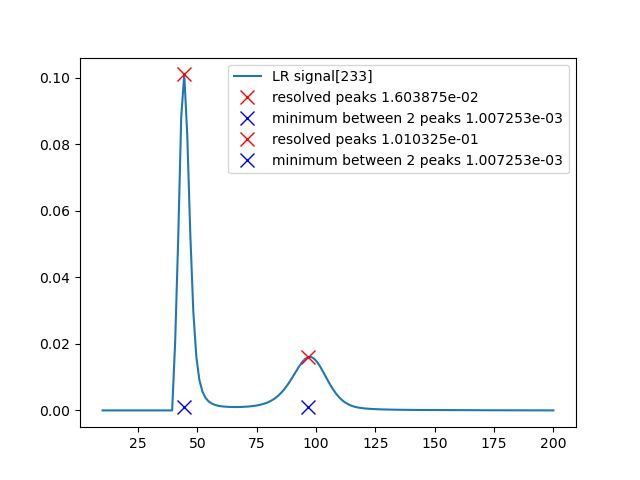 LR signal[233]
resolved peaks 1.603875e-02
minimum between 2 peaks 1.007253e-03
resolved peaks 1.010325e-01
minimum between 2 peaks 1.007253e-03
0.10
0.08
0.06
0.04
0.02
0.00
25 50 75 100 125 150 175 200